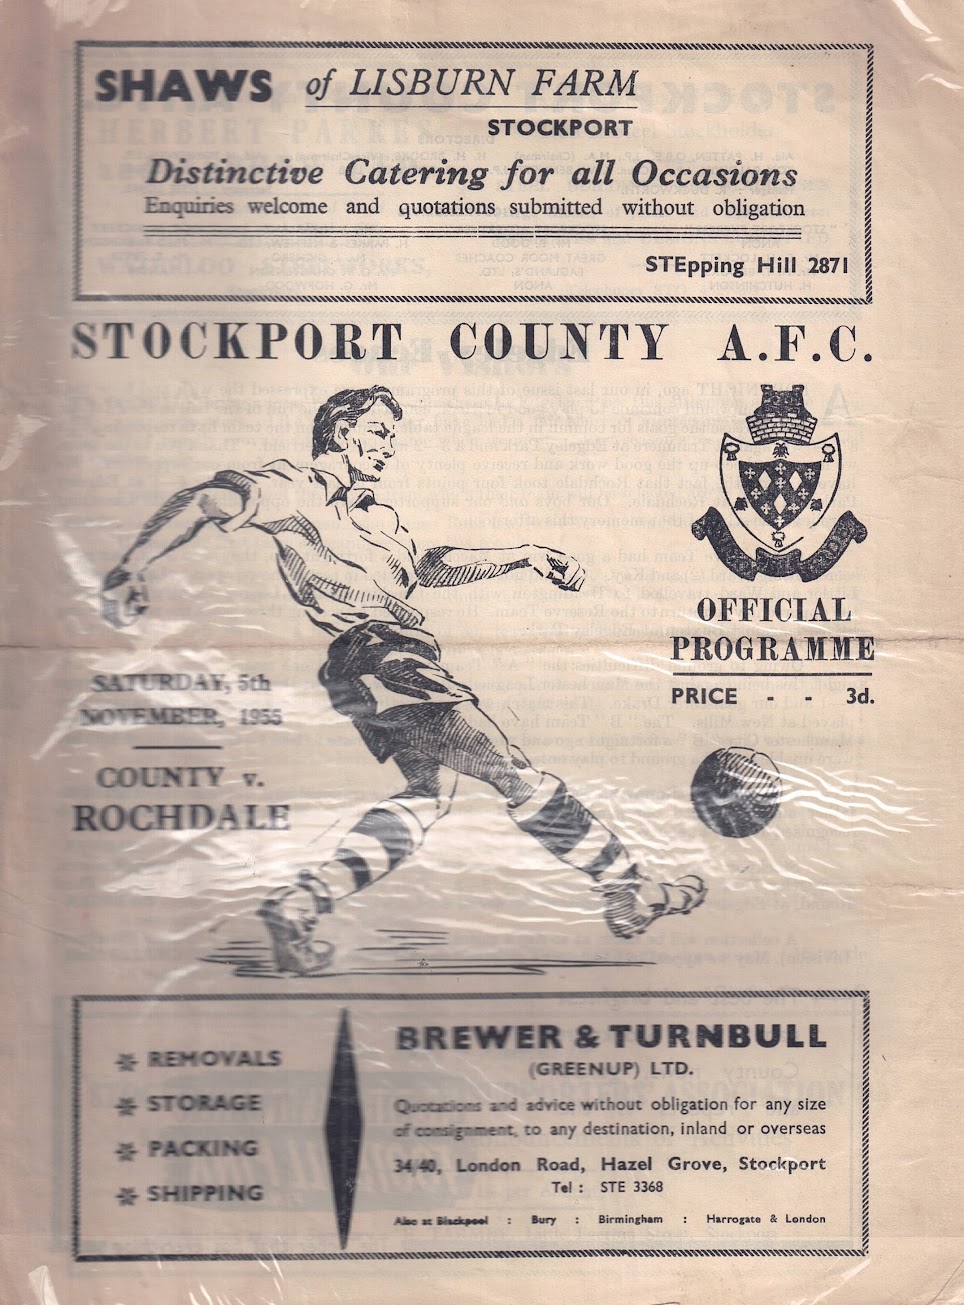 SHAWS of LISBURN FARM
STOCKPORT
Distinctive Catering for all Occasions
Enquiries welcome and quotations submitted without obligation
STEpping Hill 2871
STOCKPORT COUNTY A.F.C.
OFFICIAL
PROGRAMME
PRICE - - 3d.
SATURDAY, 5th
NOVEMBER, 1955
COUNTY v.
ROCHDALE
REMOVALS
STORAGE
PACKING
SHIPPING
BREWER & TURNBULL
(GREENUP) LTD.
Quotations and advice without obligation for any size
of consignment, to any destination, inland or overseas
34/40, London Road, Hazel Grove, Stockport
Tel : STE 3368
Also at Blackpool : Bury : Birmingham : Harrogate & London